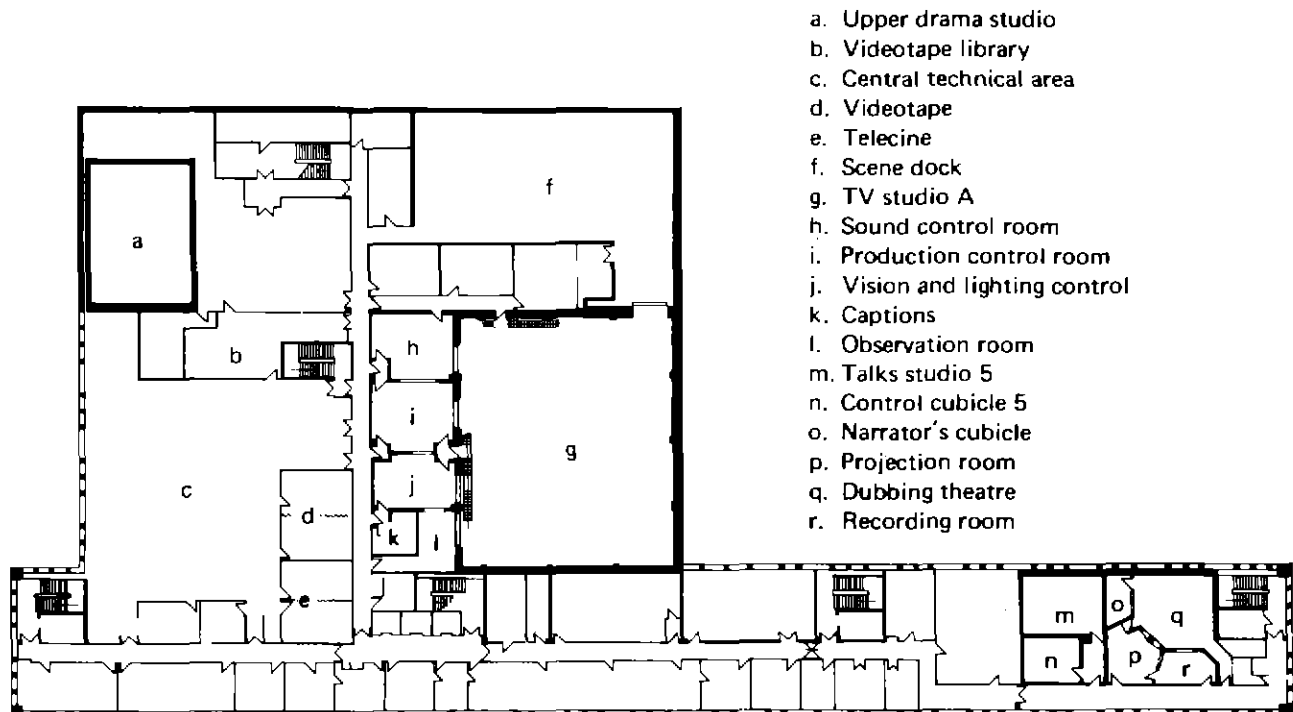 a. Upper drama studio
b. Videotape library
c. Central technical area
d. Videotape
e. Telecine
f. Scene dock
g. TV studio A
h. Sound control room
i. Production control room
j. Vision and lighting control
k. Captions
l. Observation room
m. Talks studio 5
n. Control cubicle 5
o. Narrator's cubicle
p. Projection room
q. Dubbing theatre
r. Recording room
f
a
h
b
i
g
j
c
d
k
l
e
o
m
q
n
p
r